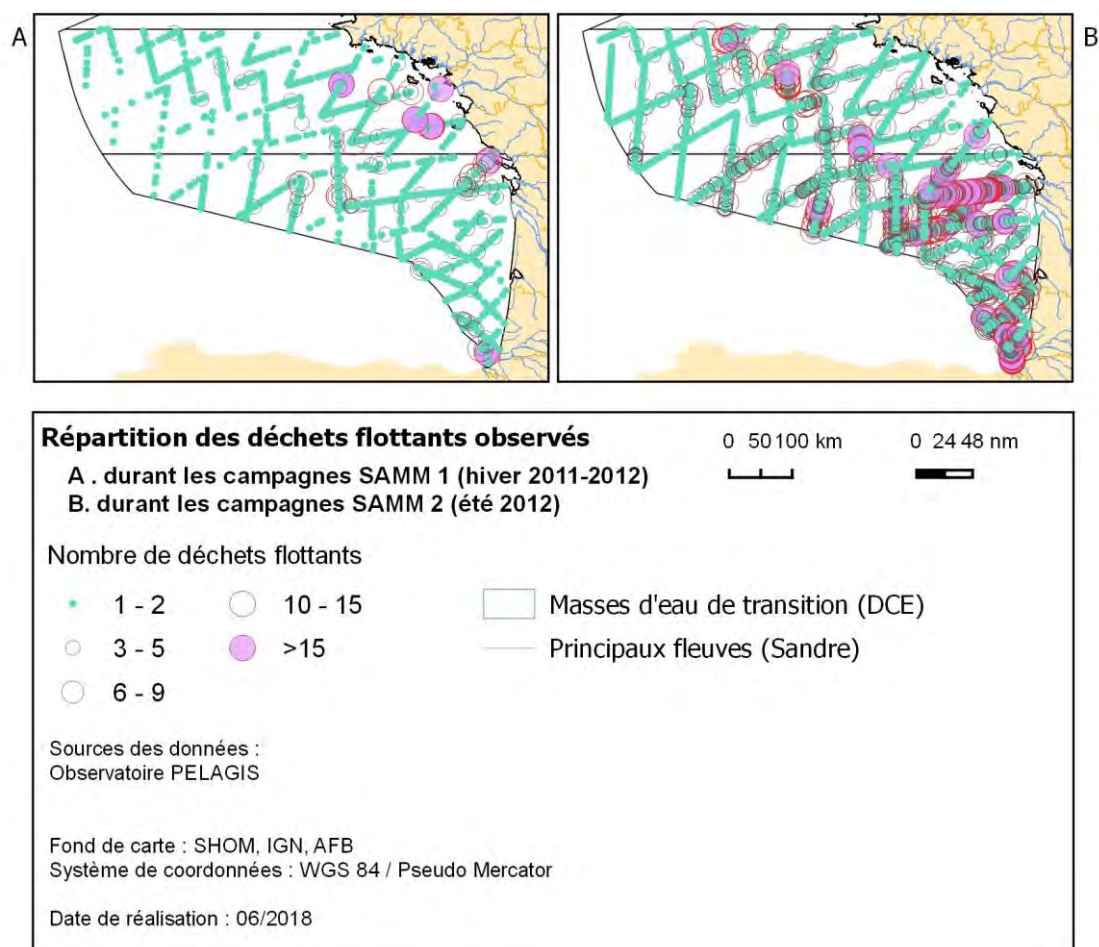 A
B
Répartition des déchets flottants observés
A . durant les campagnes SAMM 1 (hiver 2011-2012)
B. durant les campagnes SAMM 2 (été 2012)
0 50 100 km
0 24 48 nm
Nombre de déchets flottants
1 - 2
3 - 5
6 - 9
10 - 15
>15
Masses d'eau de transition (DCE)
Principaux fleuves (Sandre)
Sources des données :
Observatoire PELAGIS
Fond de carte : SHOM, IGN, AFB
Système de coordonnées : WGS 84 / Pseudo Mercator
Date de réalisation : 06/2018